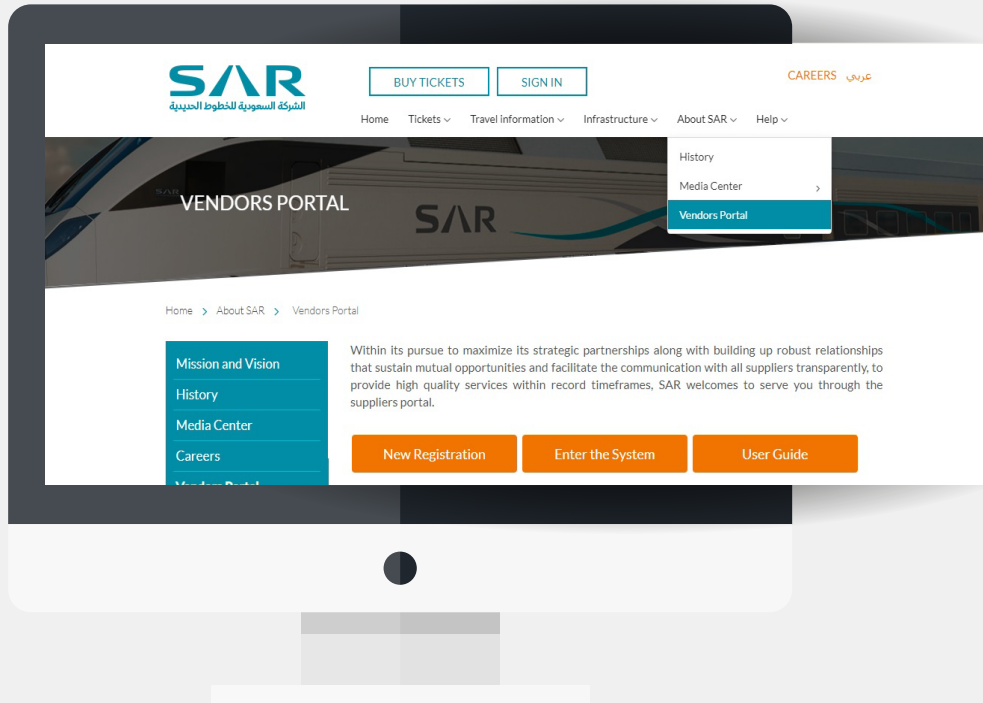 SAR
الشركة السعودية للخطوط الحديدية
BUY TICKETS
SIGN IN
CAREERS
عربي
Home
Tickets
Travel information
Infrastructure
About SAR
Help
History
Media Center
Vendors Portal
SAR
VENDORS PORTAL
SAR
Home > About SAR > Vendors Portal
Mission and Vision
History
Media Center
Careers
Vendors Portal
Within its pursue to maximize its strategic partnerships along with building up robust relationships
that sustain mutual opportunities and facilitate the communication with all suppliers transparently, to
provide high quality services within record timeframes, SAR welcomes to serve you through the
suppliers portal.
New Registration
Enter the System
User Guide